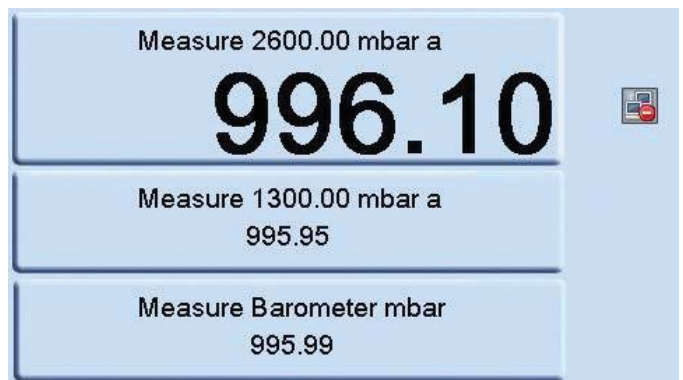 Measure 2600.00 mbar a
996.10
Measure 1300.00 mbar a
995.95
Measure Barometer mbar
995.99